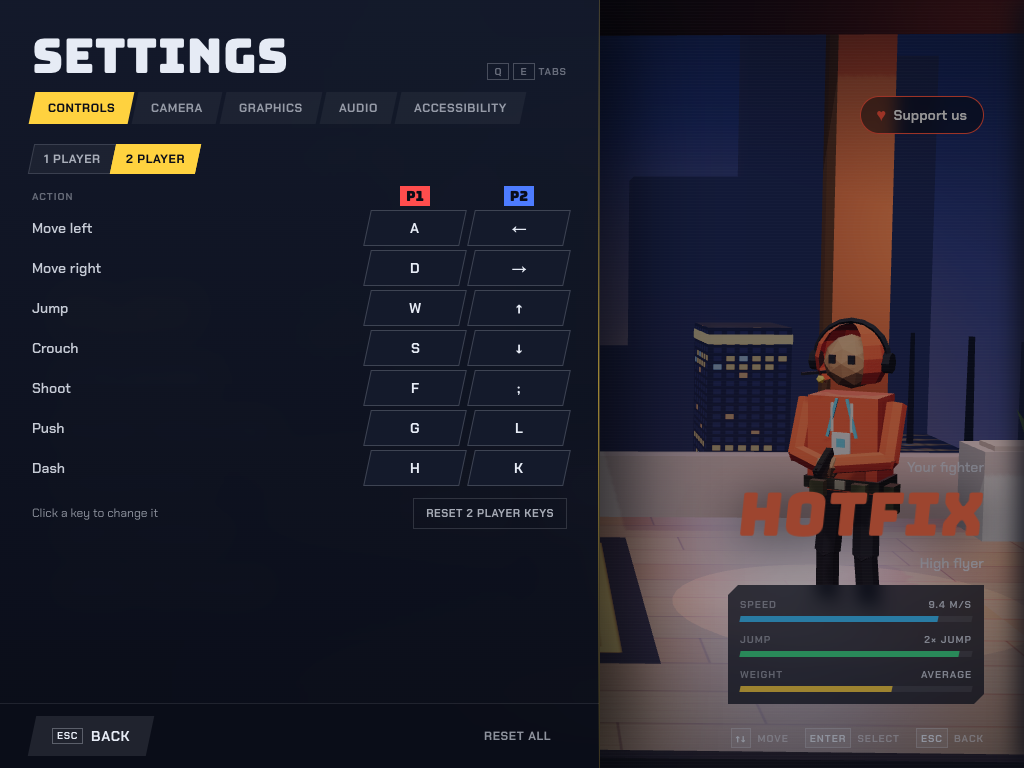 SETTINGS
Q E TABS
CONTROLS CAMERA GRAPHICS AUDIO ACCESSIBILITY
1 PLAYER 2 PLAYER
ACTION P1 P2
Move left A ←
Move right D →
Jump W ↑
Crouch S ↓
Shoot F ;
Push G L
Dash H K
Click a key to change it RESET 2 PLAYER KEYS
ESC BACK RESET ALL
♥ Support us
Your fighter
HOTFIX
High flyer
SPEED 9.4 M/S
JUMP 2× JUMP
WEIGHT AVERAGE
↑↓ MOVE ENTER SELECT ESC BACK